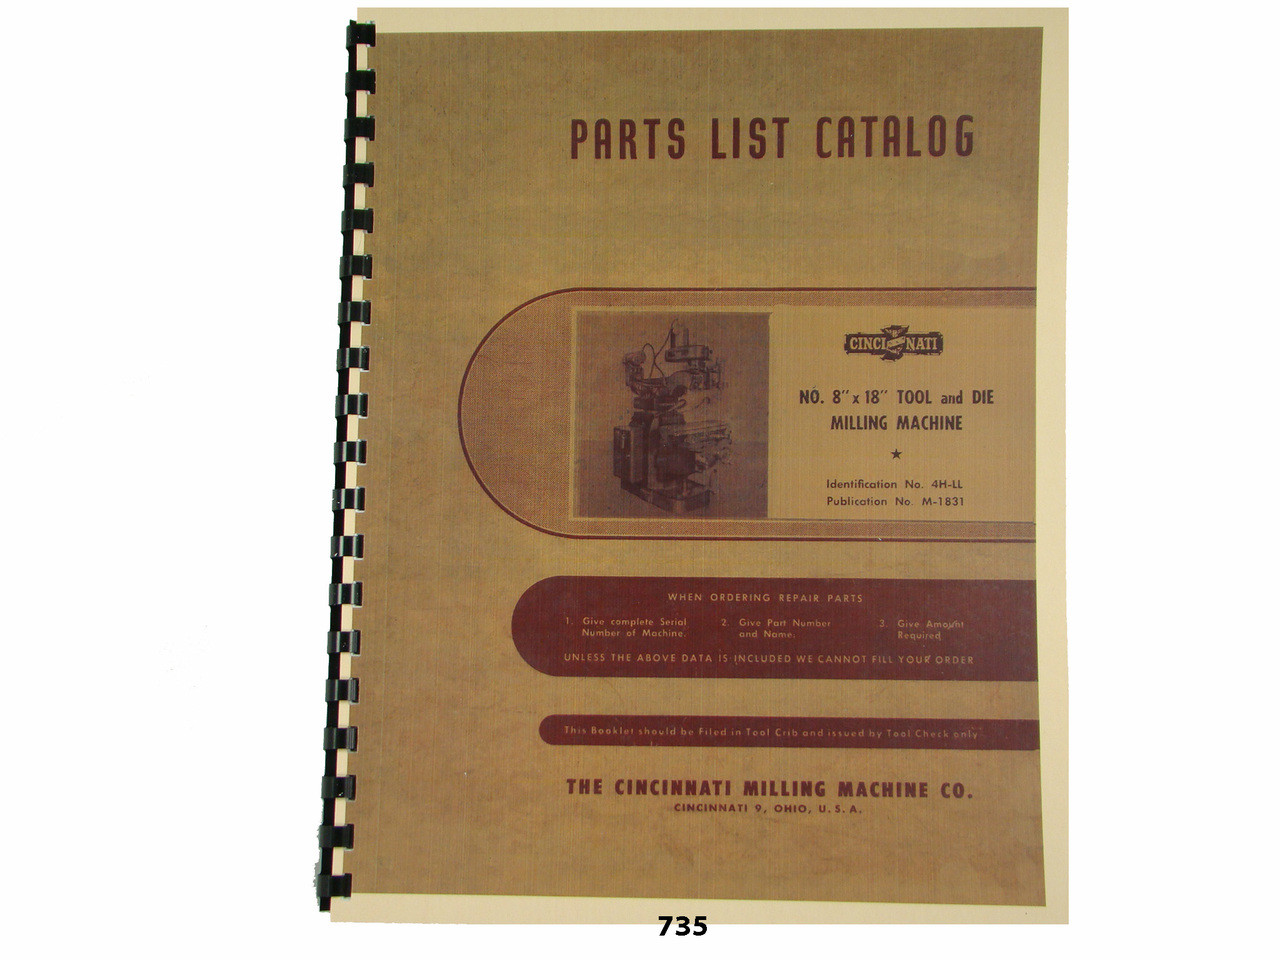 PARTS LIST CATALOG
CINCINNATI
NO. 8" x 18" TOOL and DIE
MILLING MACHINE
★
Identification No. 4H-LL
Publication No. M-1831
WHEN ORDERING REPAIR PARTS
1. Give complete Serial Number of Machine.
2. Give Part Number and Name.
3. Give Amount Required
UNLESS THE ABOVE DATA IS INCLUDED WE CANNOT FILL YOUR ORDER
This Booklet should be Filed in Tool Crib and issued by Tool Check only
THE CINCINNATI MILLING MACHINE CO.
CINCINNATI 9, OHIO, U.S.A.
735